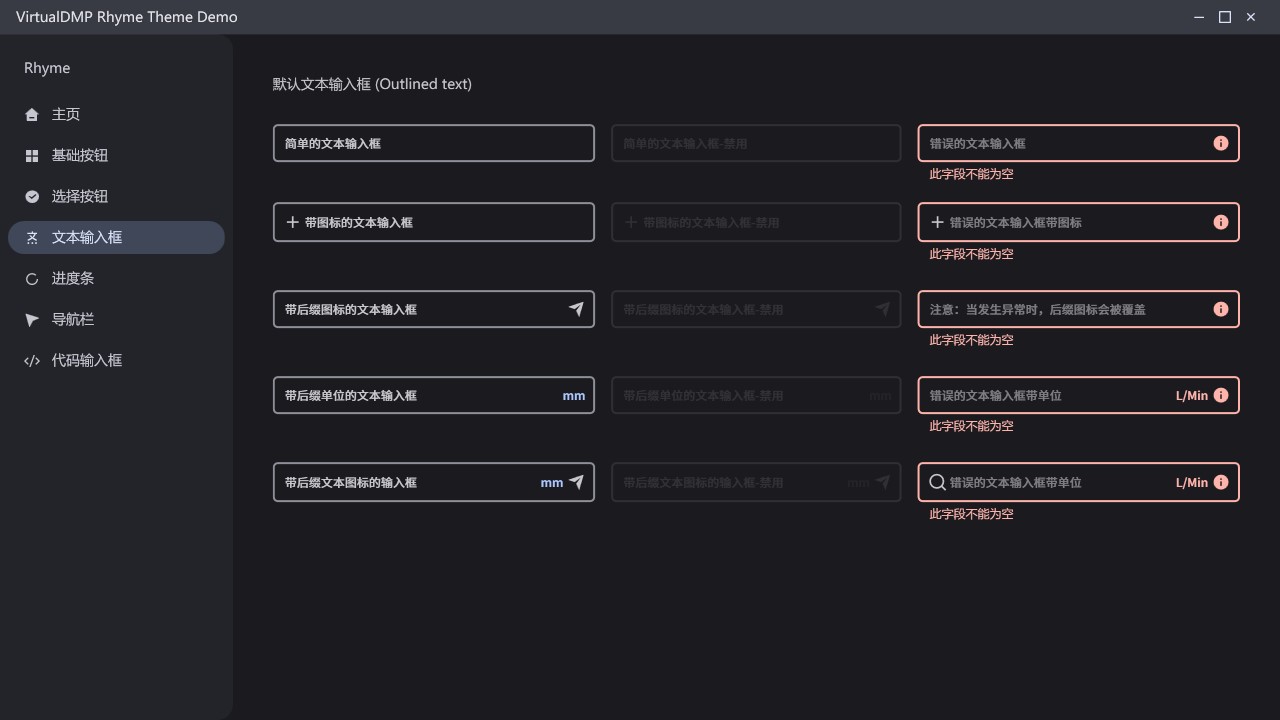 VirtualDMP Rhyme Theme Demo
Rhyme
主页
基础按钮
选择按钮
文本输入框
进度条
导航栏
代码输入框
默认文本输入框 (Outlined text)
简单的文本输入框
简单的文本输入框-禁用
错误的文本输入框
此字段不能为空
带图标的文本输入框
带图标的文本输入框-禁用
错误的文本输入框带图标
此字段不能为空
带后缀图标的文本输入框
带后缀图标的文本输入框-禁用
注意：当发生异常时，后缀图标会被覆盖
此字段不能为空
带后缀单位的文本输入框 mm
带后缀单位的文本输入框-禁用 mm
错误的文本输入框带单位 L/Min
此字段不能为空
带后缀文本图标的输入框 mm
带后缀文本图标的输入框-禁用 mm
错误的文本输入框带单位 L/Min
此字段不能为空